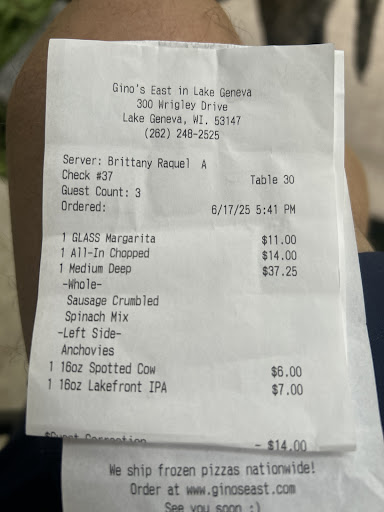 Gino's East in Lake Geneva
300 Wrigley Drive
Lake Geneva, WI. 53147
(262) 248-2525
Server: Brittany Raquel A
Check #37 Table 30
Guest Count: 3
Ordered: 6/17/25 5:41 PM
1 GLASS Margarita $11.00
1 All-In Chopped $14.00
1 Medium Deep $37.25
-Whole-
Sausage Crumbled
Spinach Mix
-Left Side-
Anchovies
1 16oz Spotted Cow $6.00
1 16oz Lakefront IPA $7.00
- $14.00
We ship frozen pizzas nationwide!
Order at www.ginoseast.com
See you soon :)